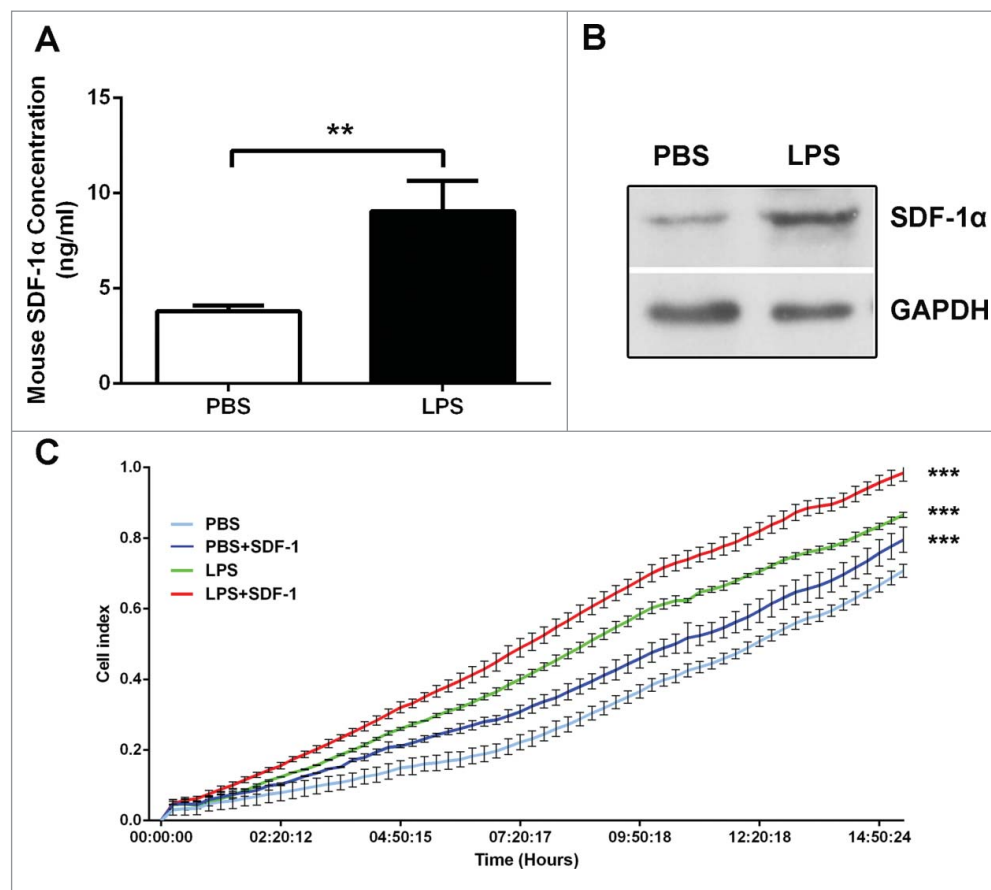 A
Mouse SDF-1α Concentration
(ng/ml)
15
10
5
0
**
PBS
LPS
B
PBS LPS
SDF-1α
GAPDH
C
Cell index
1.0
0.8
0.6
0.4
0.2
0.0
PBS
PBS+SDF-1
LPS
LPS+SDF-1
***
***
***
00:00:00 02:20:12 04:50:15 07:20:17 09:50:18 12:20:18 14:50:24
Time (Hours)